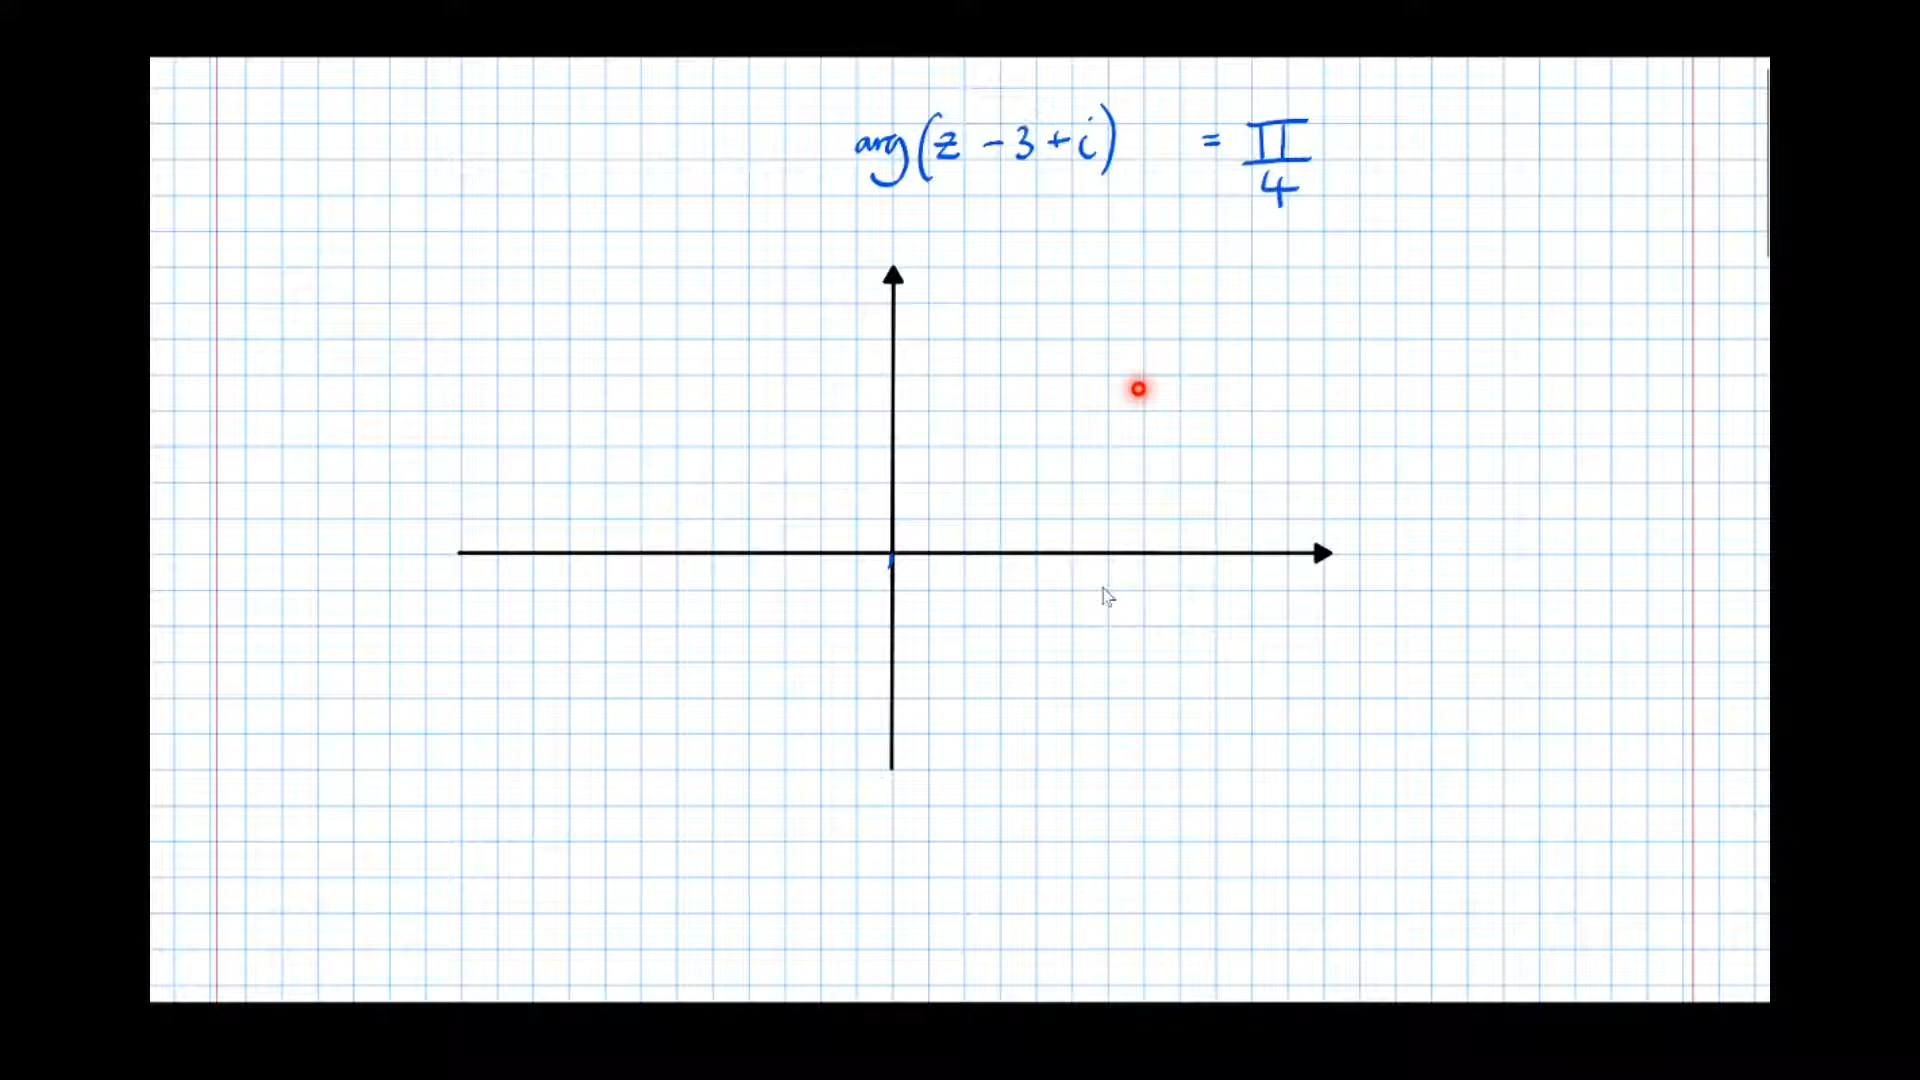 arg(z - 3 + i) = π/4